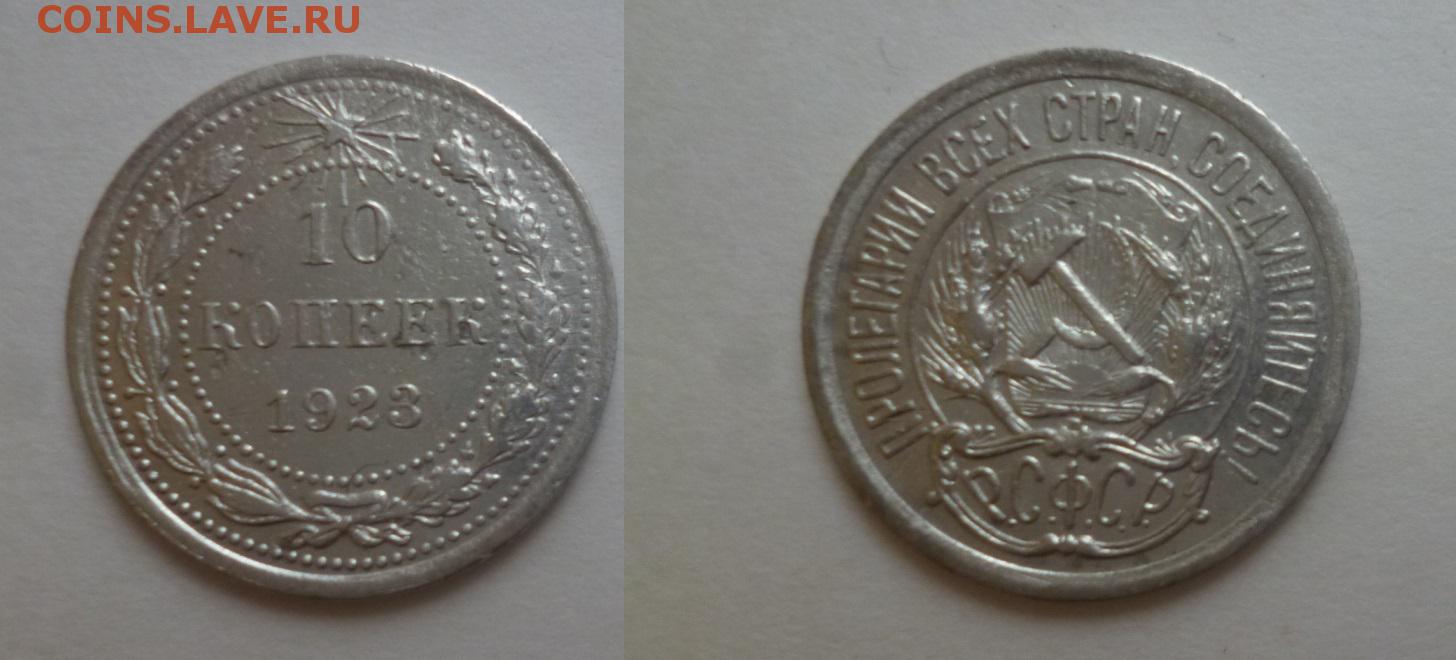 COINS.LAVE.RU
10
КОПЕЕК
1923
ПРОЛЕТАРИИ ВСЕХ СТРАН, СОЕДИНЯЙТЕСЬ!
Р.С.Ф.С.Р.